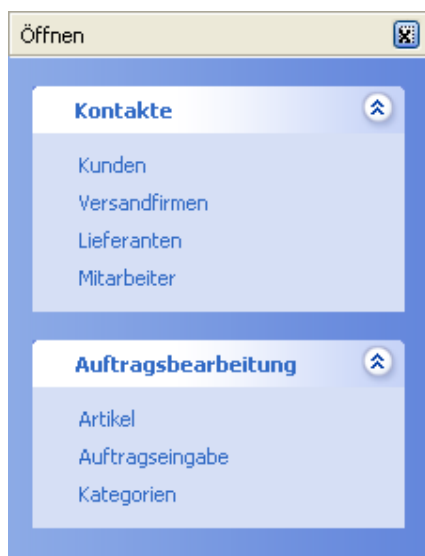 Öffnen
Kontakte
Kunden
Versandfirmen
Lieferanten
Mitarbeiter
Auftragsbearbeitung
Artikel
Auftragseingabe
Kategorien